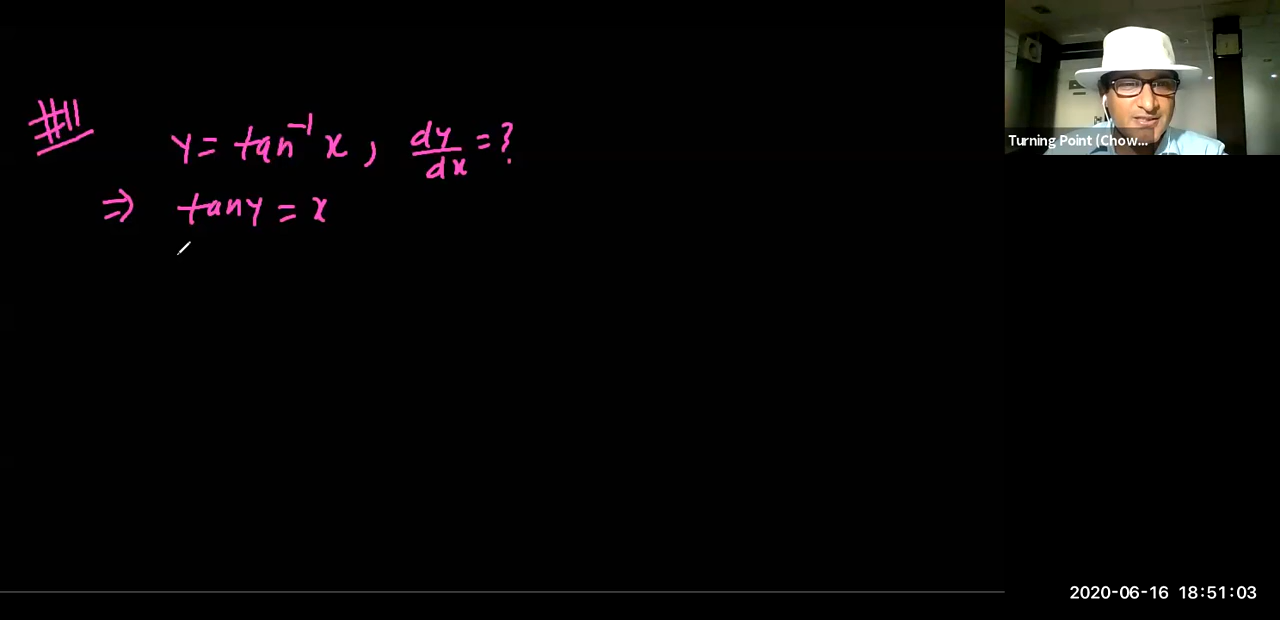 #11
y = tan⁻¹ x , dy/dx = ?
⇒ tan y = x
Turning Point (Chow...
2020-06-16 18:51:03